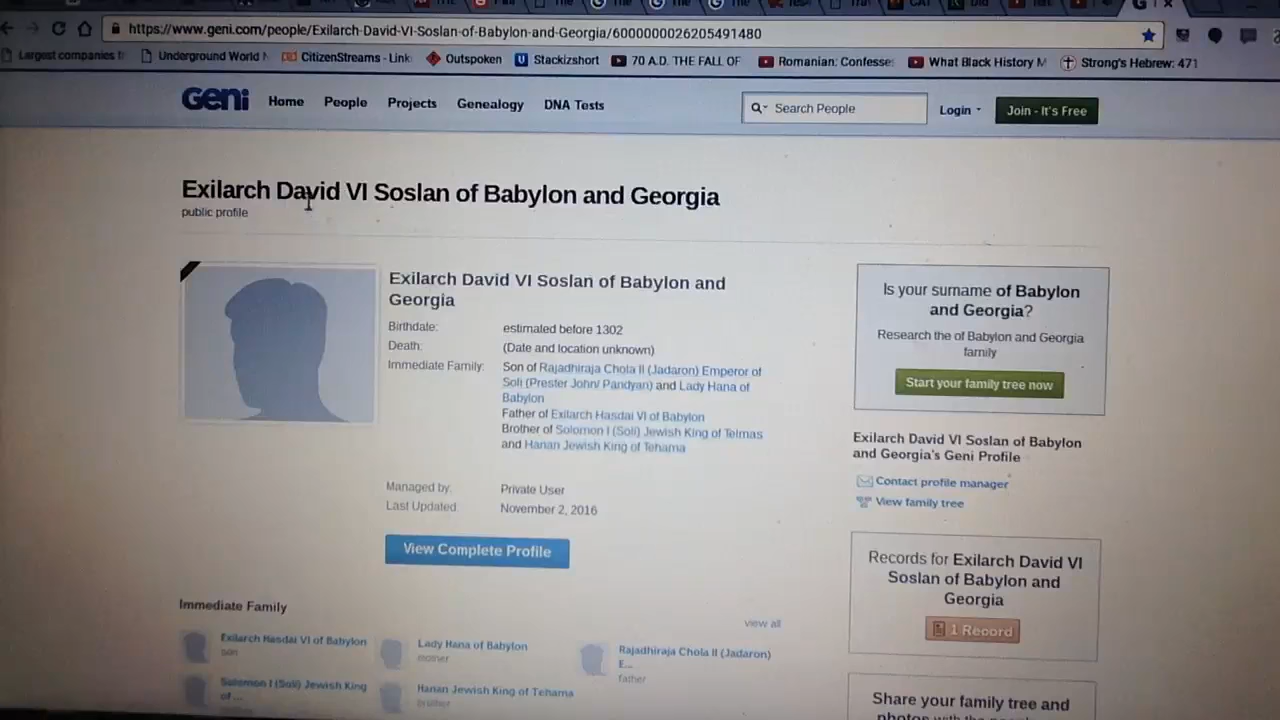 https://www.geni.com/people/Exilarch-David-VI-Soslan-of-Babylon-and-Georgia/6000000026205491480
Largest companies Underground World CitizenStreams - Link Outspoken Stackizshort 70 A.D. THE FALL OF Romanian: Confesse What Black History M Strong's Hebrew: 471
Geni Home People Projects Genealogy DNA Tests Search People Login Join - It's Free
Exilarch David VI Soslan of Babylon and Georgia
public profile
Exilarch David VI Soslan of Babylon and
Georgia
Birthdate: estimated before 1302
Death: (Date and location unknown)
Immediate Family: Son of Rajadhiraja Chola II (Jadaron) Emperor of
Soli (Prester John/ Pandyan) and Lady Hana of
Babylon
Father of Exilarch Hasdai VI of Babylon
Brother of Solomon I (Soli) Jewish King of Telmas
and Hanan Jewish King of Tehama
Managed by: Private User
Last Updated: November 2, 2016
View Complete Profile
Is your surname of Babylon
and Georgia?
Research the of Babylon and Georgia
family
Start your family tree now
Exilarch David VI Soslan of Babylon
and Georgia's Geni Profile
Contact profile manager
View family tree
Records for Exilarch David VI
Soslan of Babylon and
Georgia
1 Record
Share your family tree and
photos with the
Immediate Family
view all
Exilarch Hasdai VI of Babylon
son
Lady Hana of Babylon
mother
Rajadhiraja Chola II (Jadaron)
E...
father
Solomon I (Soli) Jewish King
of ...
Hanan Jewish King of Tehama
brother